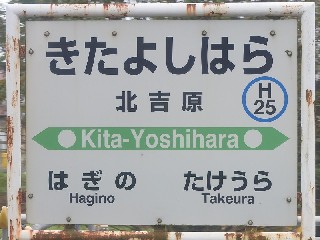 きたよしはら
北吉原
H
25
Kita-Yoshihara
はぎの たけうら
Hagino Takeura